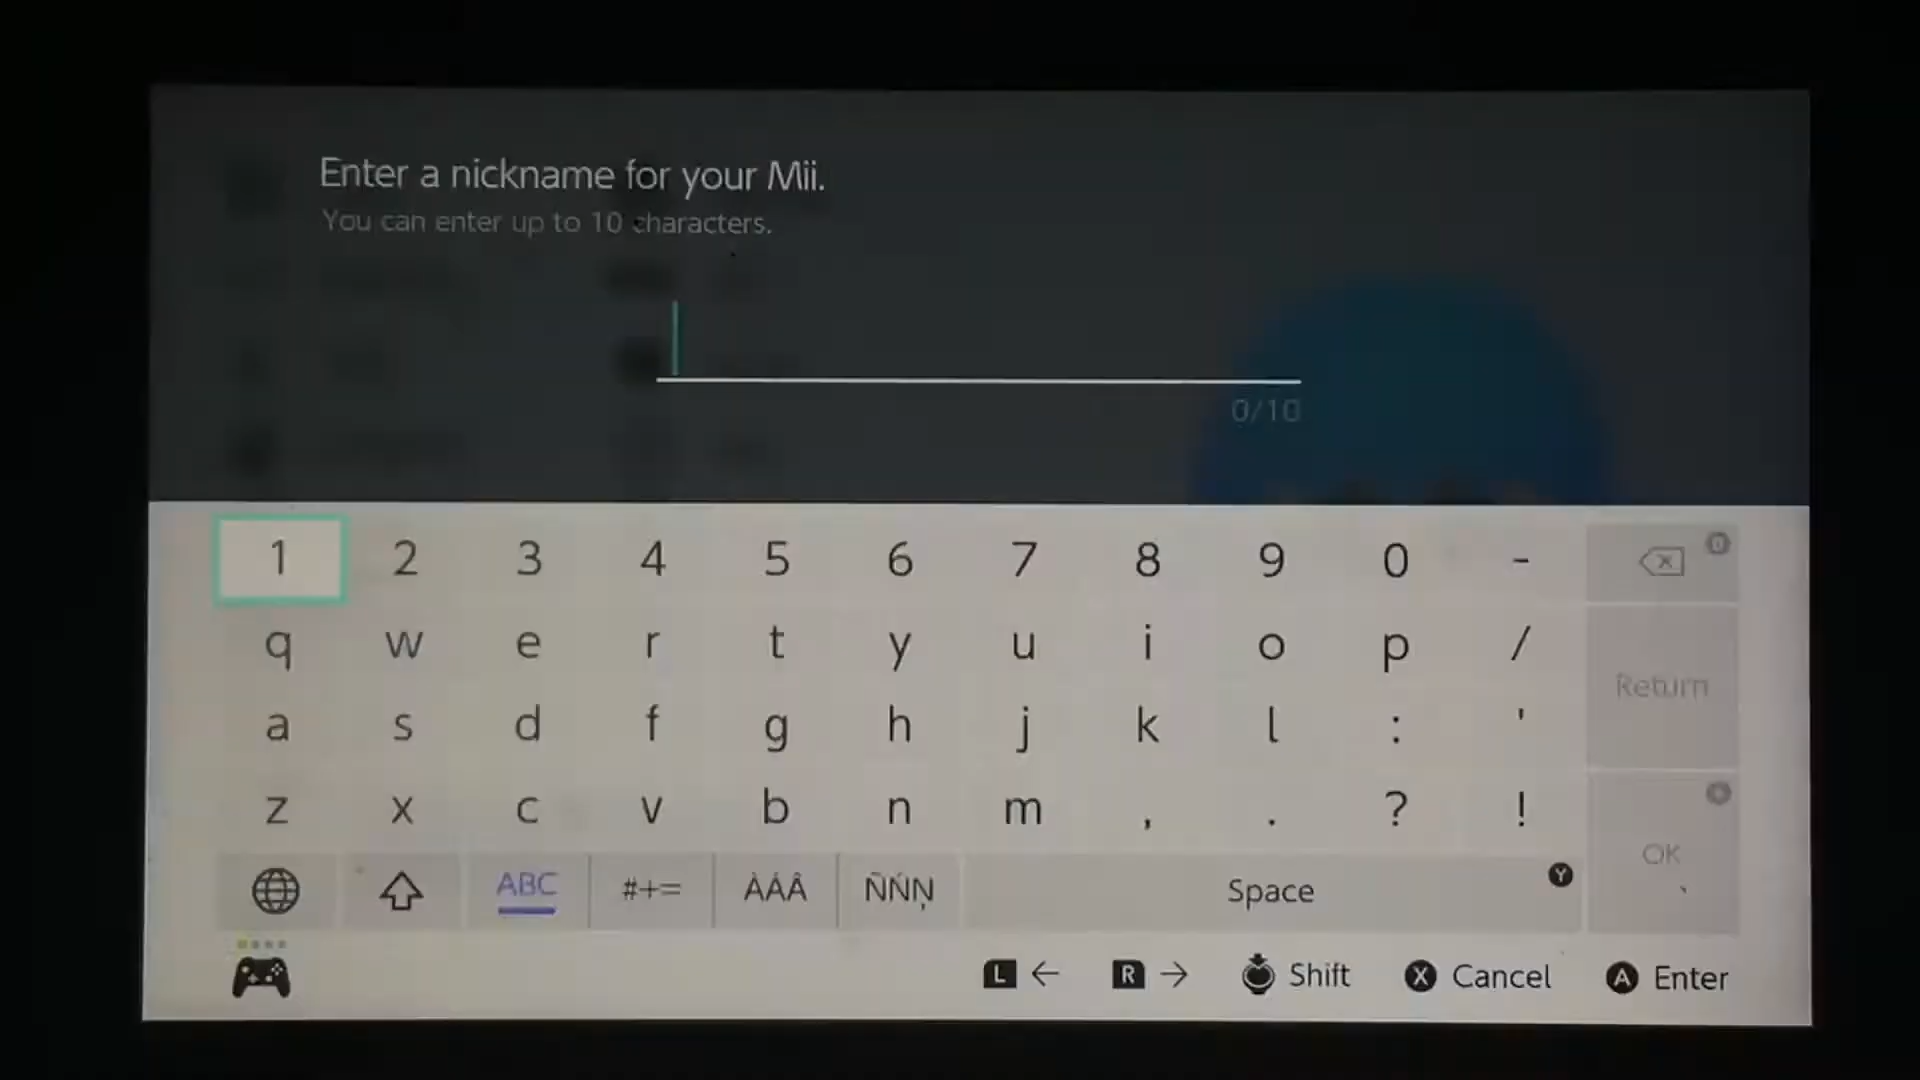 Enter a nickname for your Mii.
You can enter up to 10 characters.
0/10
1 2 3 4 5 6 7 8 9 0 -
q w e r t y u i o p /
Return
a s d f g h j k l : '
z x c v b n m , . ? !
OK
ABC #+= ÀÁÂ ÑŃŅ Space Y
L ← R → Shift X Cancel A Enter